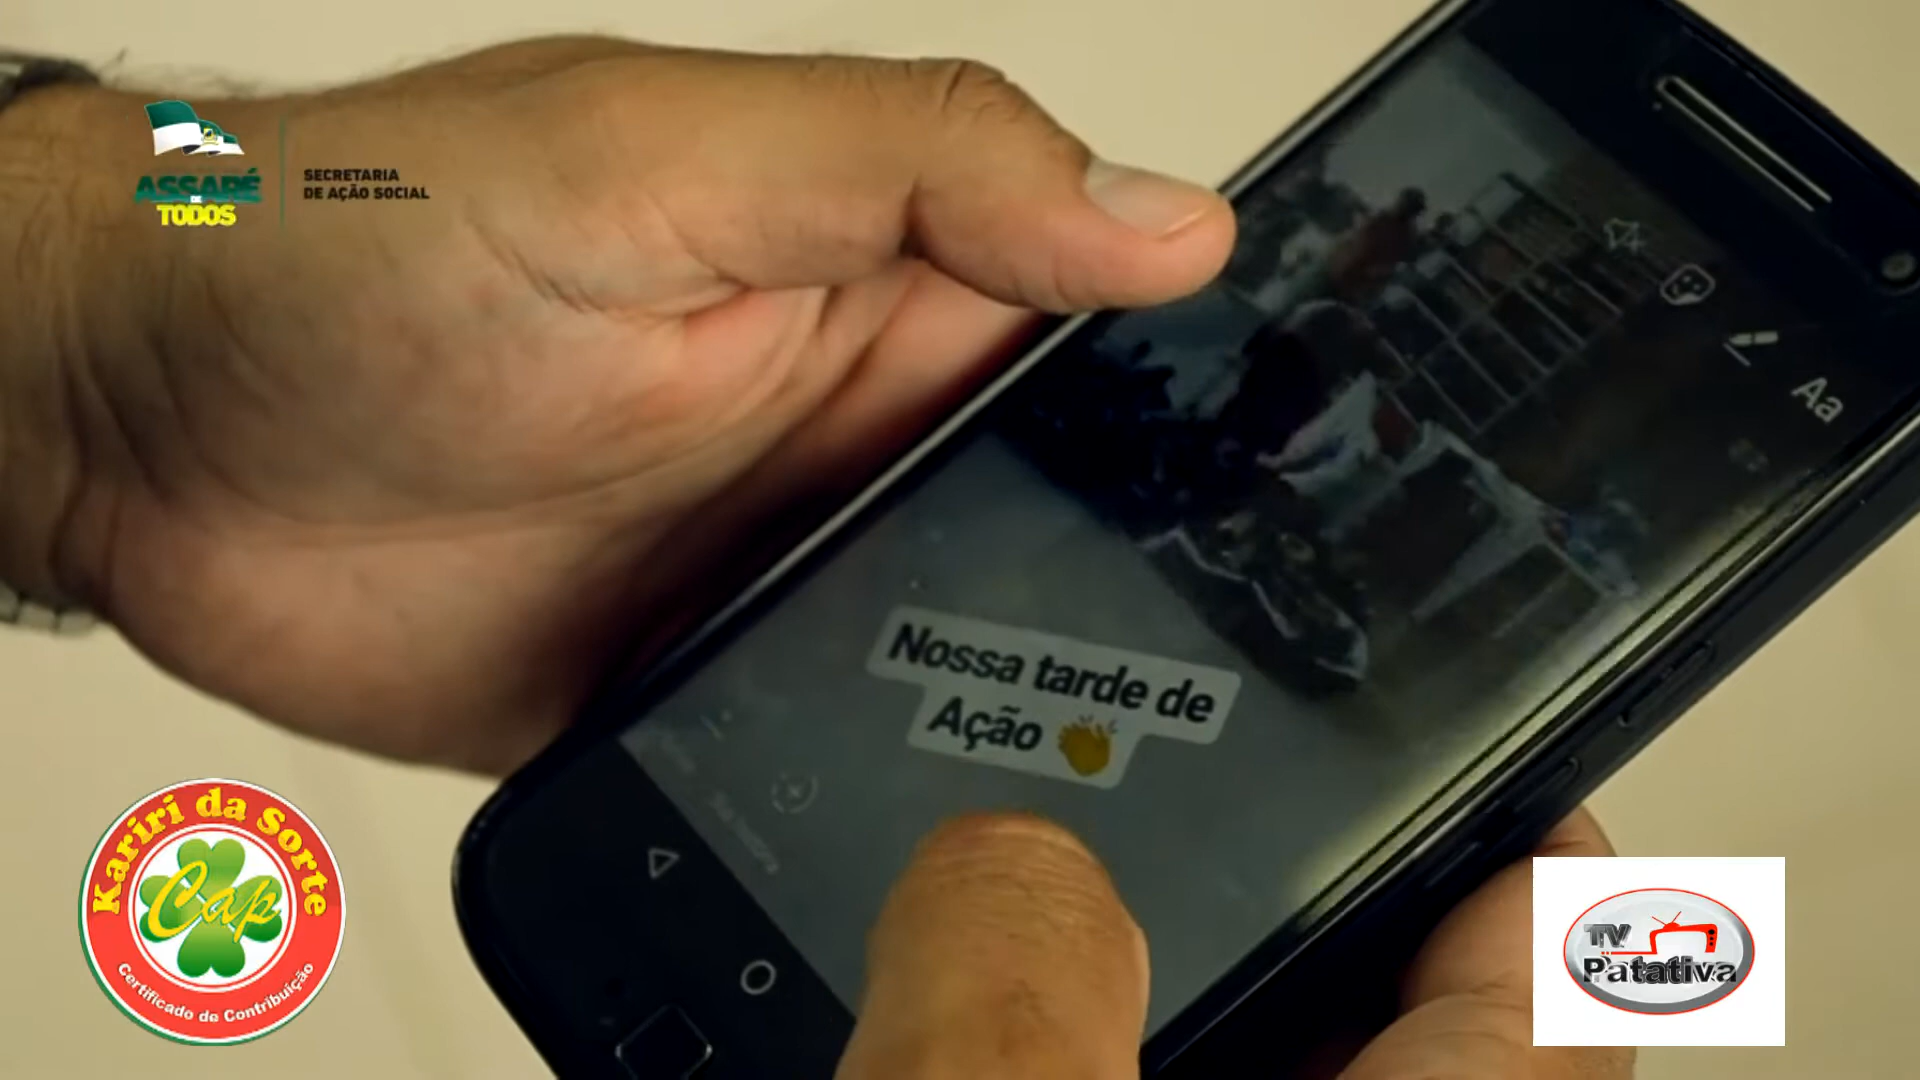 ASSARÉ
DE
TODOS
SECRETARIA
DE AÇÃO SOCIAL
Aa
Nossa tarde de
Ação 👏
Kariri da Sorte
Cap
Certificado de Contribuição
TV
Patativa